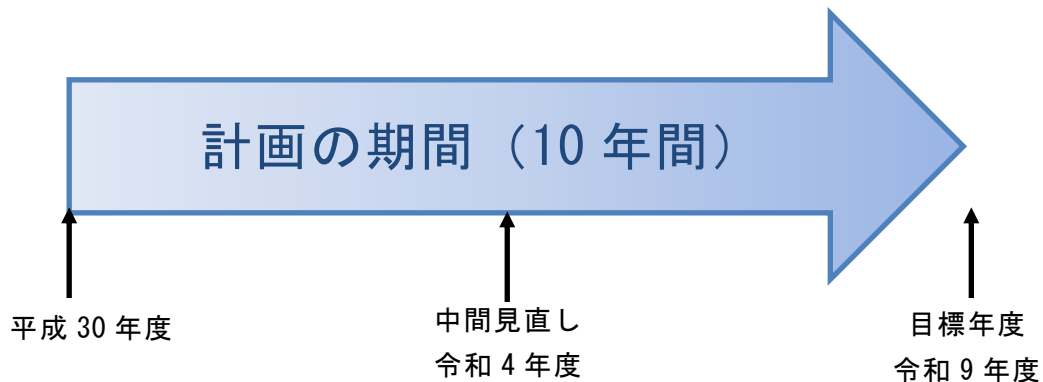 計画の期間（10 年間）
平成 30 年度
中間見直し
令和 4 年度
目標年度
令和 9 年度